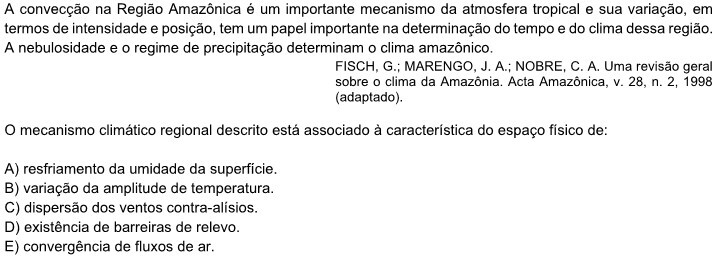 A convecção na Região Amazônica é um importante mecanismo da atmosfera tropical e sua variação, em
termos de intensidade e posição, tem um papel importante na determinação do tempo e do clima dessa região.
A nebulosidade e o regime de precipitação determinam o clima amazônico.
FISCH, G.; MARENGO, J. A.; NOBRE, C. A. Uma revisão geral
sobre o clima da Amazônia. Acta Amazônica, v. 28, n. 2, 1998
(adaptado).
O mecanismo climático regional descrito está associado à característica do espaço físico de:
A) resfriamento da umidade da superfície.
B) variação da amplitude de temperatura.
C) dispersão dos ventos contra-alísios.
D) existência de barreiras de relevo.
E) convergência de fluxos de ar.